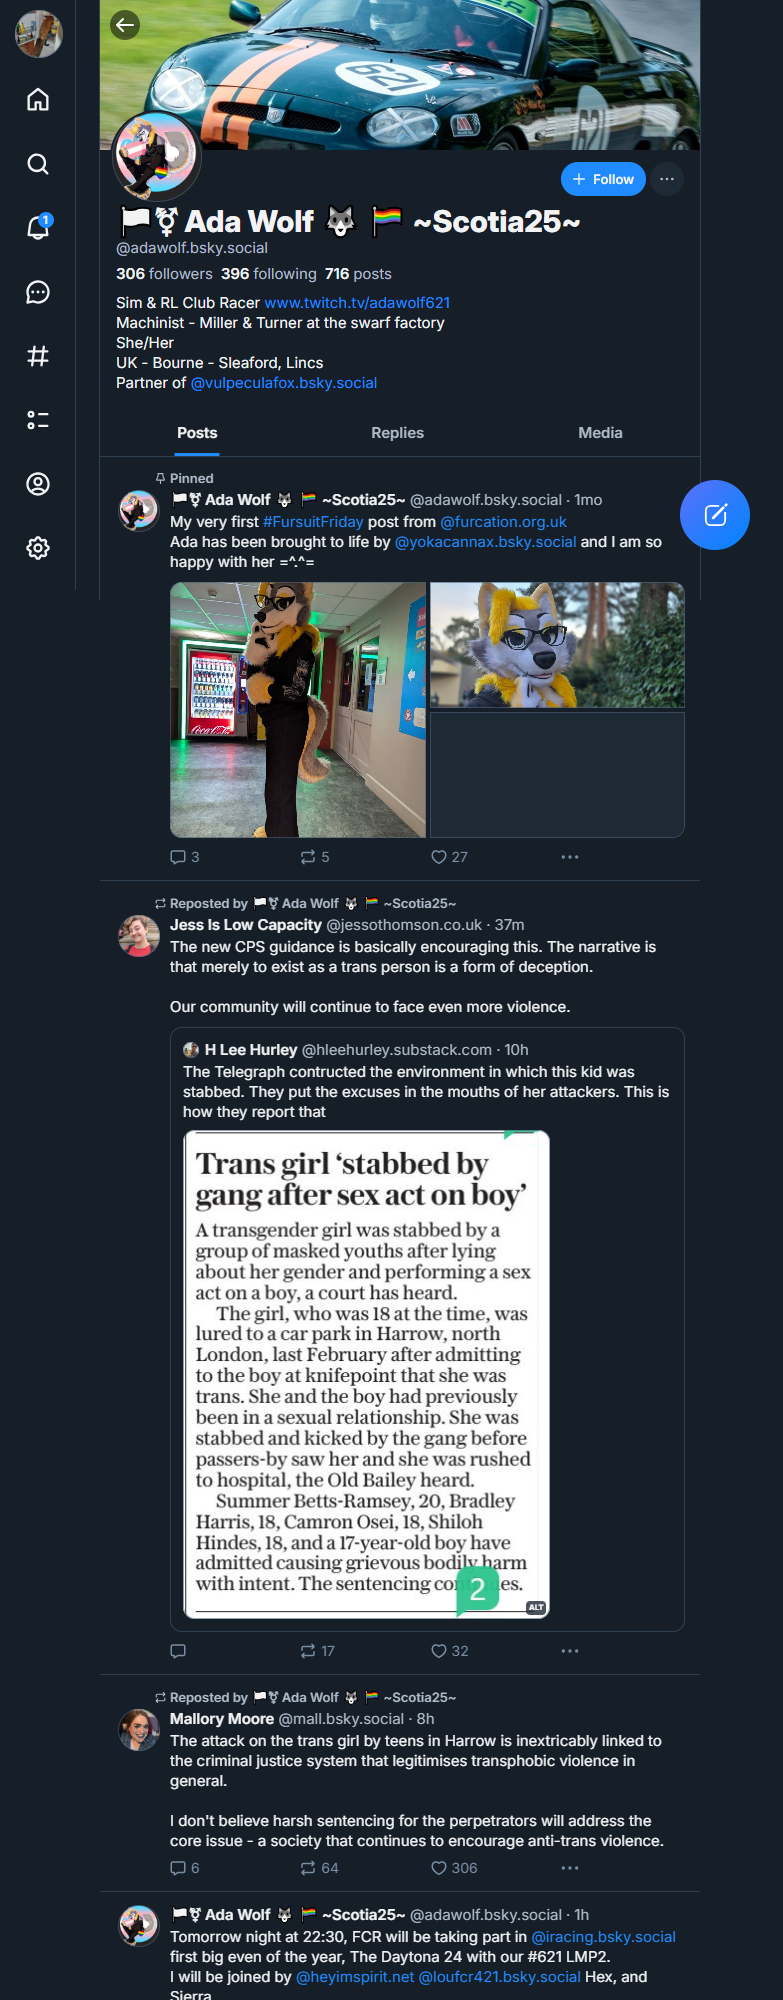 621
+ Follow
🏳️⚧️ Ada Wolf 🐺 🏳️‍🌈 ~Scotia25~
@adawolf.bsky.social
306 followers 396 following 716 posts
Sim & RL Club Racer www.twitch.tv/adawolf621
Machinist - Miller & Turner at the swarf factory
She/Her
UK - Bourne - Sleaford, Lincs
Partner of @vulpeculafox.bsky.social
Posts Replies Media
1
Pinned
🏳️⚧️ Ada Wolf 🐺 🏳️‍🌈 ~Scotia25~ @adawolf.bsky.social · 1mo
My very first #FursuitFriday post from @furcation.org.uk
Ada has been brought to life by @yokacannax.bsky.social and I am so
happy with her =^.^=
Coca-Cola
3 5 27
Reposted by 🏳️⚧️ Ada Wolf 🐺 🏳️‍🌈 ~Scotia25~
Jess Is Low Capacity @jessothomson.co.uk · 37m
The new CPS guidance is basically encouraging this. The narrative is
that merely to exist as a trans person is a form of deception.
Our community will continue to face even more violence.
H Lee Hurley @hleehurley.substack.com · 10h
The Telegraph contructed the environment in which this kid was
stabbed. They put the excuses in the mouths of her attackers. This is
how they report that
Trans girl ‘stabbed by
gang after sex act on boy’
A transgender girl was stabbed by a
group of masked youths after lying
about her gender and performing a sex
act on a boy, a court has heard.
The girl, who was 18 at the time, was
lured to a car park in Harrow, north
London, last February after admitting
to the boy at knifepoint that she was
trans. She and the boy had previously
been in a sexual relationship. She was
stabbed and kicked by the gang before
passers-by saw her and she was rushed
to hospital, the Old Bailey heard.
Summer Betts-Ramsey, 20, Bradley
Harris, 18, Camron Osei, 18, Shiloh
Hindes, 18, and a 17-year-old boy have
admitted causing grievous bodily harm
with intent. The sentencing continues.
2
ALT
17 32
Reposted by 🏳️⚧️ Ada Wolf 🐺 🏳️‍🌈 ~Scotia25~
Mallory Moore @mall.bsky.social · 8h
The attack on the trans girl by teens in Harrow is inextricably linked to
the criminal justice system that legitimises transphobic violence in
general.
I don't believe harsh sentencing for the perpetrators will address the
core issue - a society that continues to encourage anti-trans violence.
6 64 306
🏳️⚧️ Ada Wolf 🐺 🏳️‍🌈 ~Scotia25~ @adawolf.bsky.social · 1h
Tomorrow night at 22:30, FCR will be taking part in @iracing.bsky.social
first big even of the year, The Daytona 24 with our #621 LMP2.
I will be joined by @heyimspirit.net @loufcr421.bsky.social Hex, and
Sierra